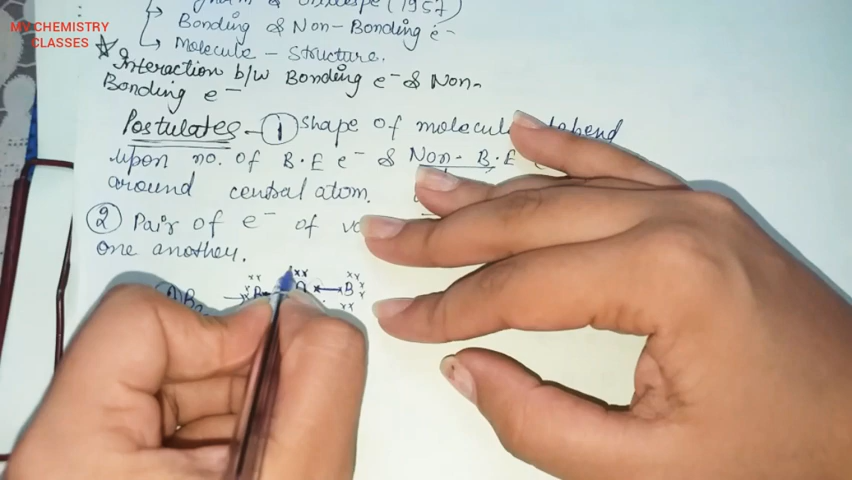 MY CHEMISTRY
CLASSES
(1957)
↳ Bonding & Non-Bonding e⁻
↳ Molecule - Structure.
☆ Interaction b/w Bonding e⁻ & Non-
Bonding e⁻
Postulates - ① Shape of molecule depend
upon no. of B.E e⁻ & Non- B.E
around central atom.
② Pair of e⁻ of
one another.
→ B A ↔ B